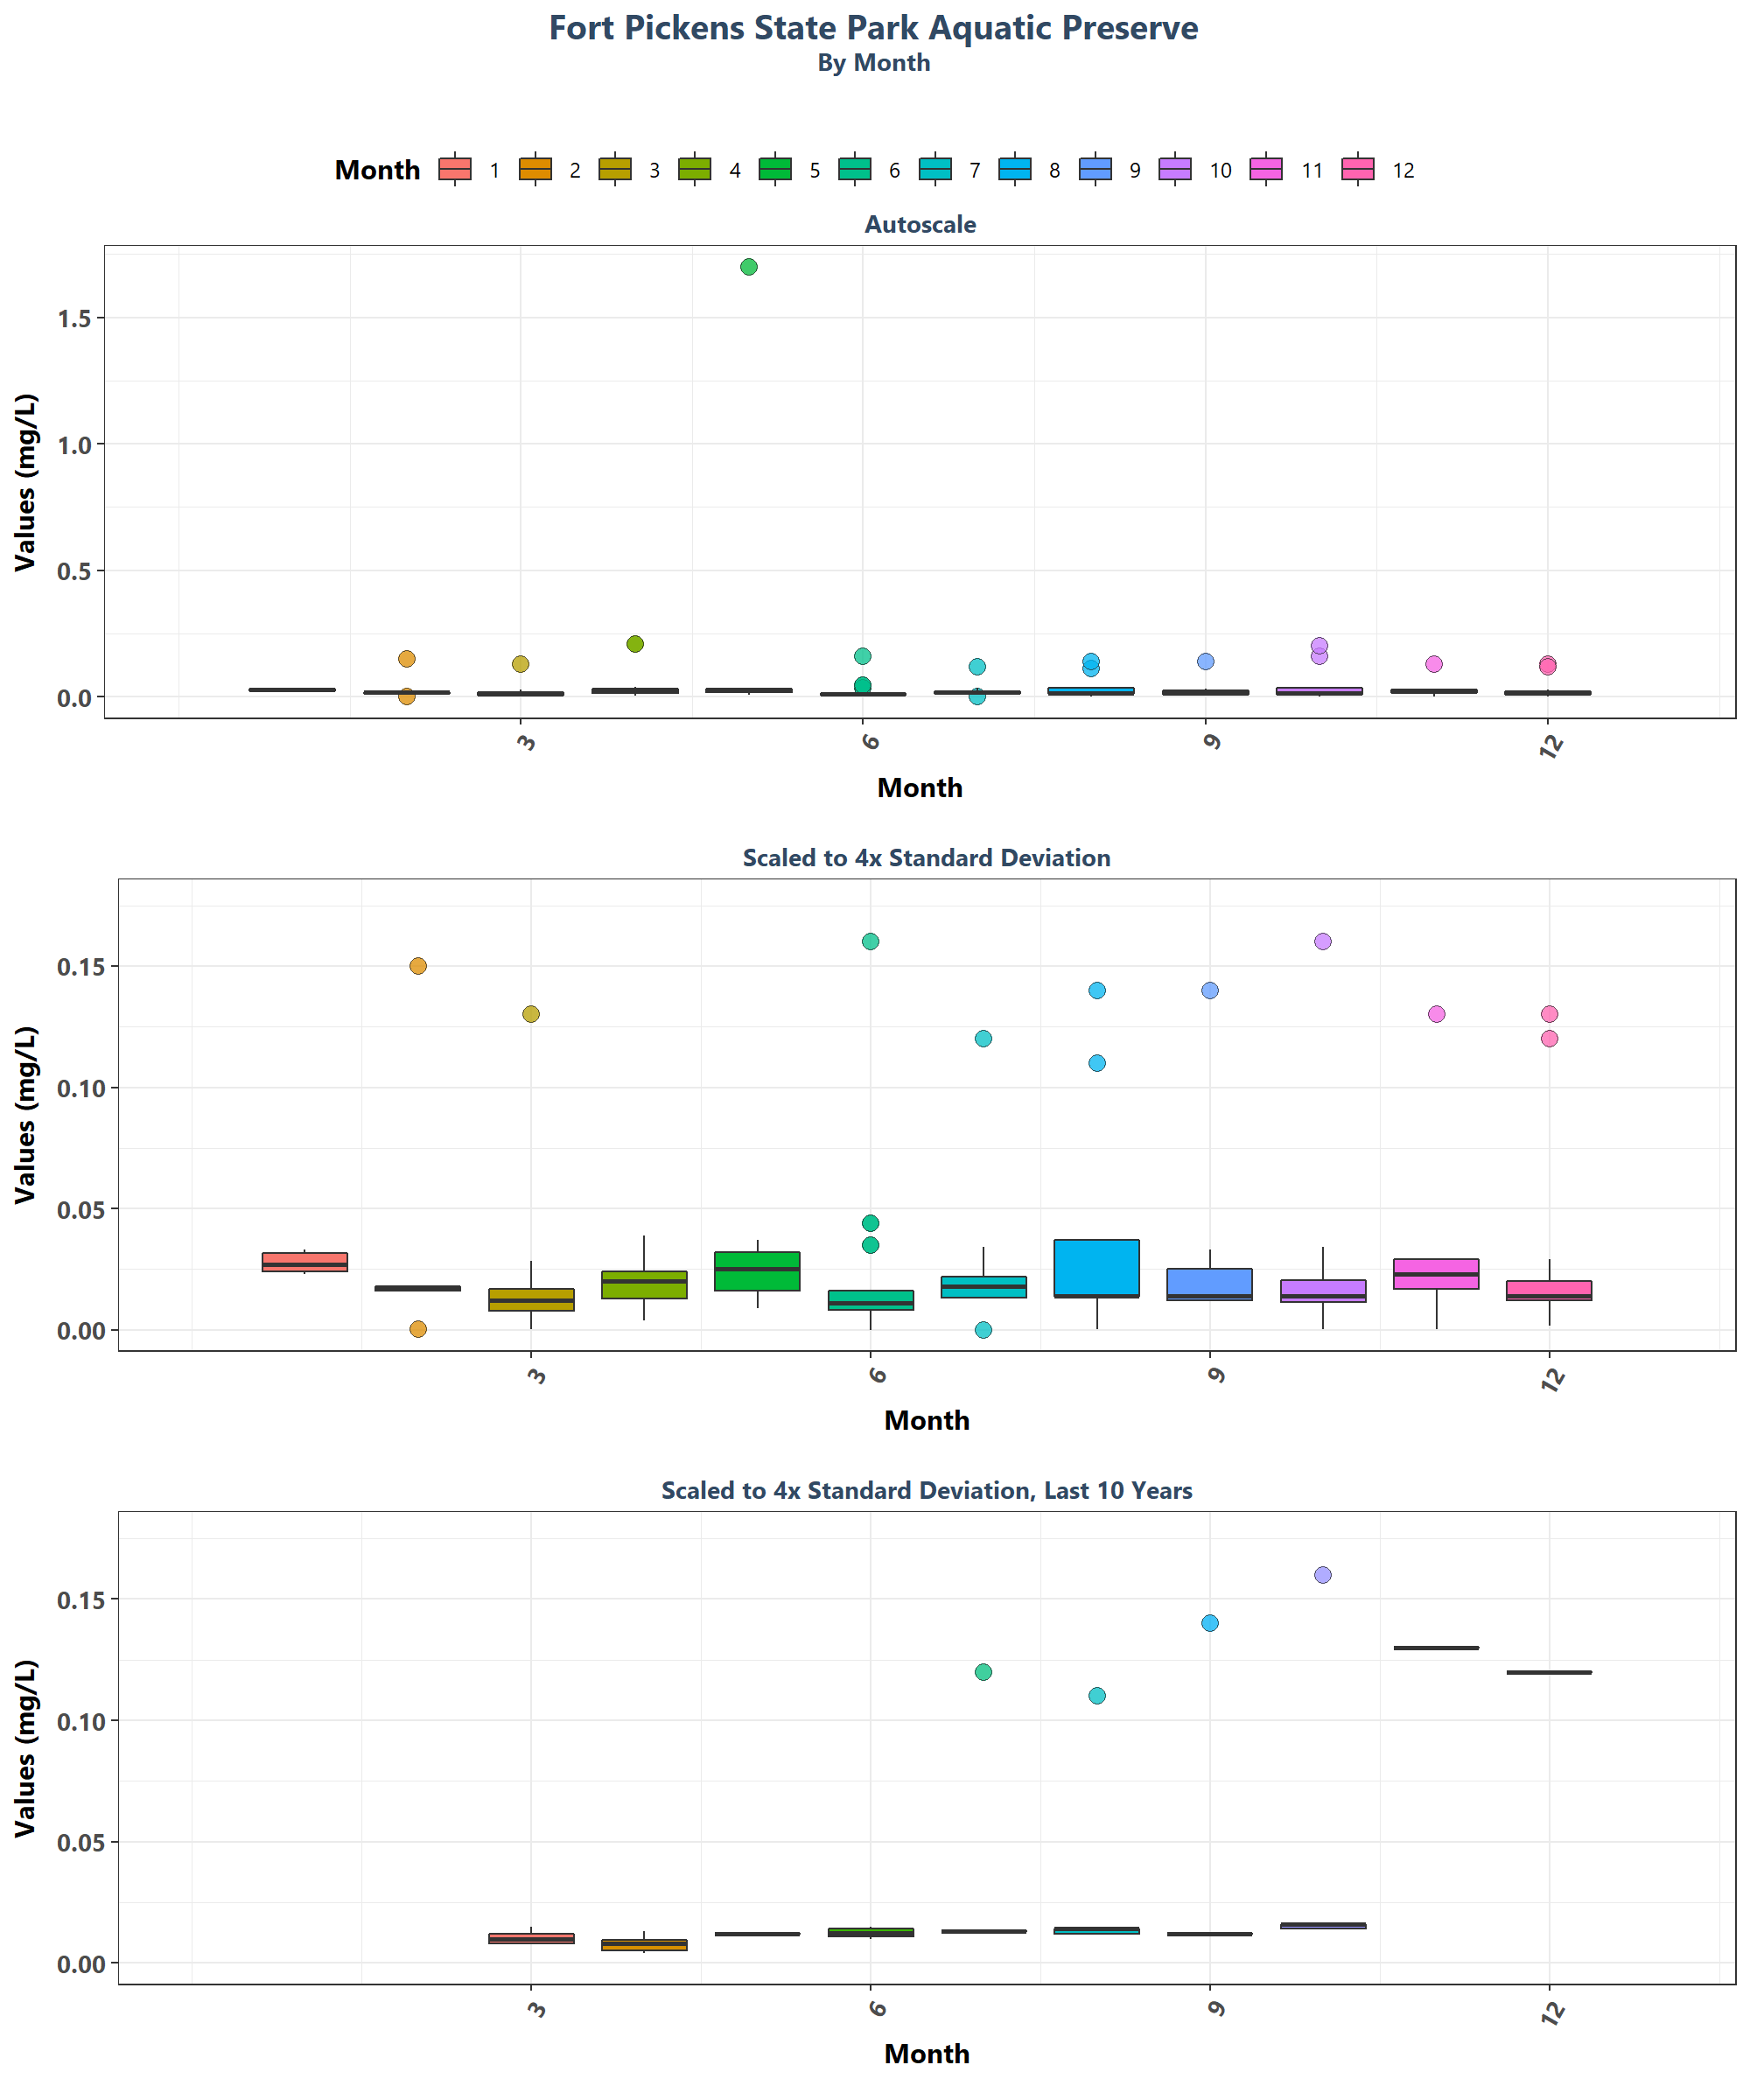 Fort Pickens State Park Aquatic Preserve
By Month
Month 1 2 3 4 5 6 7 8 9 10 11 12
Autoscale
Values (mg/L)
1.5
1.0
0.5
0.0
3 6 9 12
Month
Scaled to 4x Standard Deviation
Values (mg/L)
0.15
0.10
0.05
0.00
3 6 9 12
Month
Scaled to 4x Standard Deviation, Last 10 Years
Values (mg/L)
0.15
0.10
0.05
0.00
3 6 9 12
Month